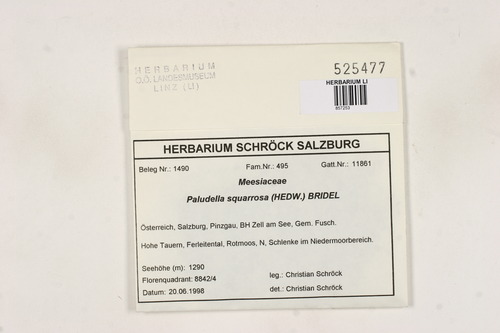 HERBARIUM
O.Ö. LANDESMUSEUM
LINZ (LI)
525477
HERBARIUM LI
HERBARIUM SCHRÖCK SALZBURG
Beleg Nr.: 1490 Fam.Nr.: 495 Gatt.Nr.: 11861
Meesiaceae
Paludella squarrosa (HEDW.) BRIDEL
Österreich, Salzburg, Pinzgau, BH Zell am See, Gem. Fusch.
Hohe Tauern, Ferleitental, Rotmoos, N, Schlenke im Niedermoorbereich.
Seehöhe (m): 1290
Florenquadrant: 8842/4 leg.: Christian Schröck
Datum: 20.06.1998 det.: Christian Schröck